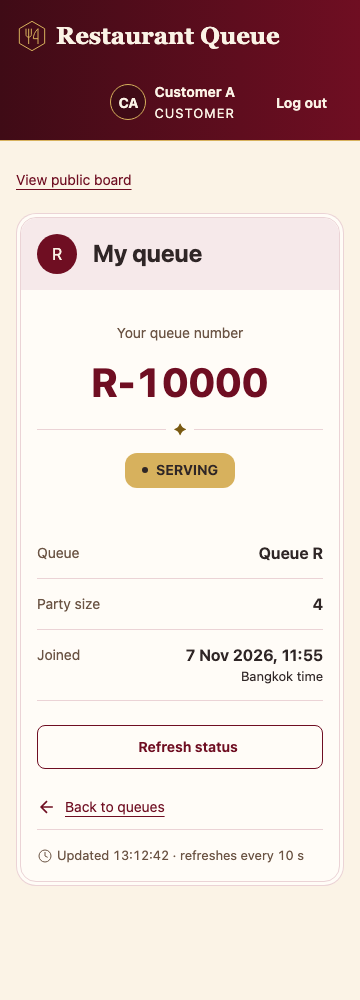 Restaurant Queue
CA
Customer A
CUSTOMER
Log out
View public board
R
My queue
Your queue number
R-10000
SERVING
Queue
Queue R
Party size
4
Joined
7 Nov 2026, 11:55
Bangkok time
Refresh status
Back to queues
Updated 13:12:42 · refreshes every 10 s